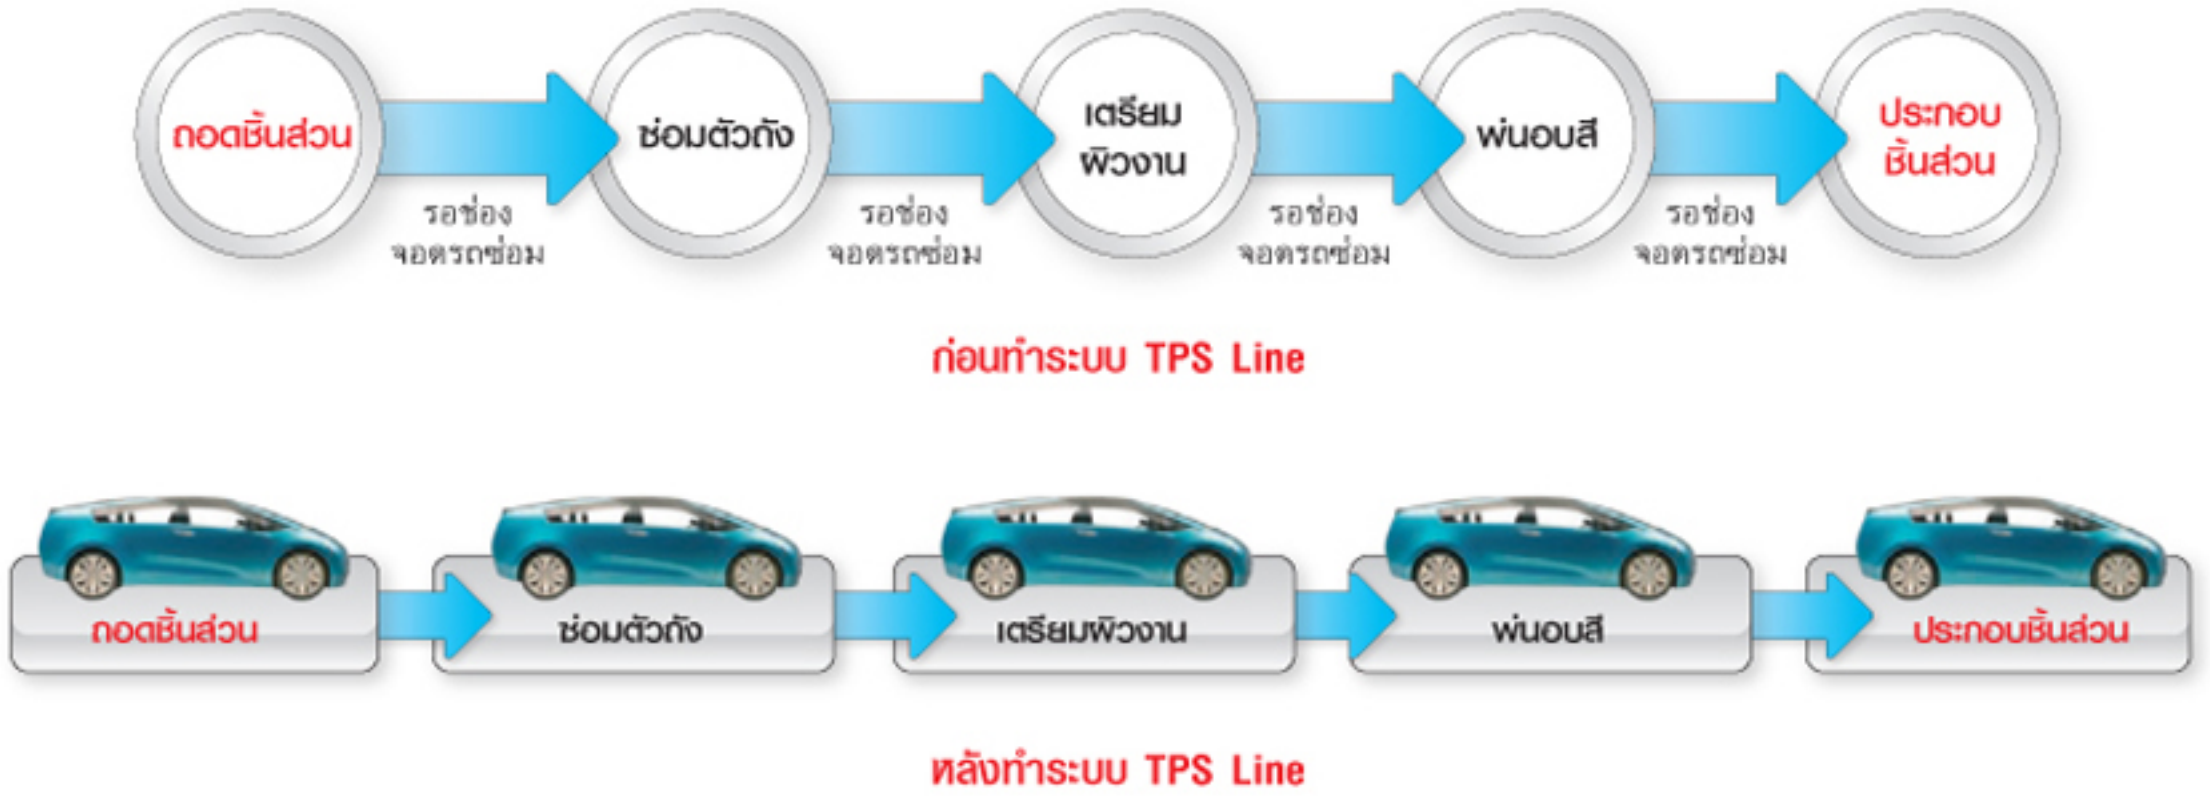 ถอดชิ้นส่วน
ซ่อมตัวถัง
เตรียม
ผิวงาน
พ่นอบสี
ประกอบ
ชิ้นส่วน
รอช่อง
จอดรถซ่อม
รอช่อง
จอดรถซ่อม
รอช่อง
จอดรถซ่อม
รอช่อง
จอดรถซ่อม
ก่อนทำระบบ TPS Line
ถอดชิ้นส่วน
ซ่อมตัวถัง
เตรียมผิวงาน
พ่นอบสี
ประกอบชิ้นส่วน
หลังทำระบบ TPS Line